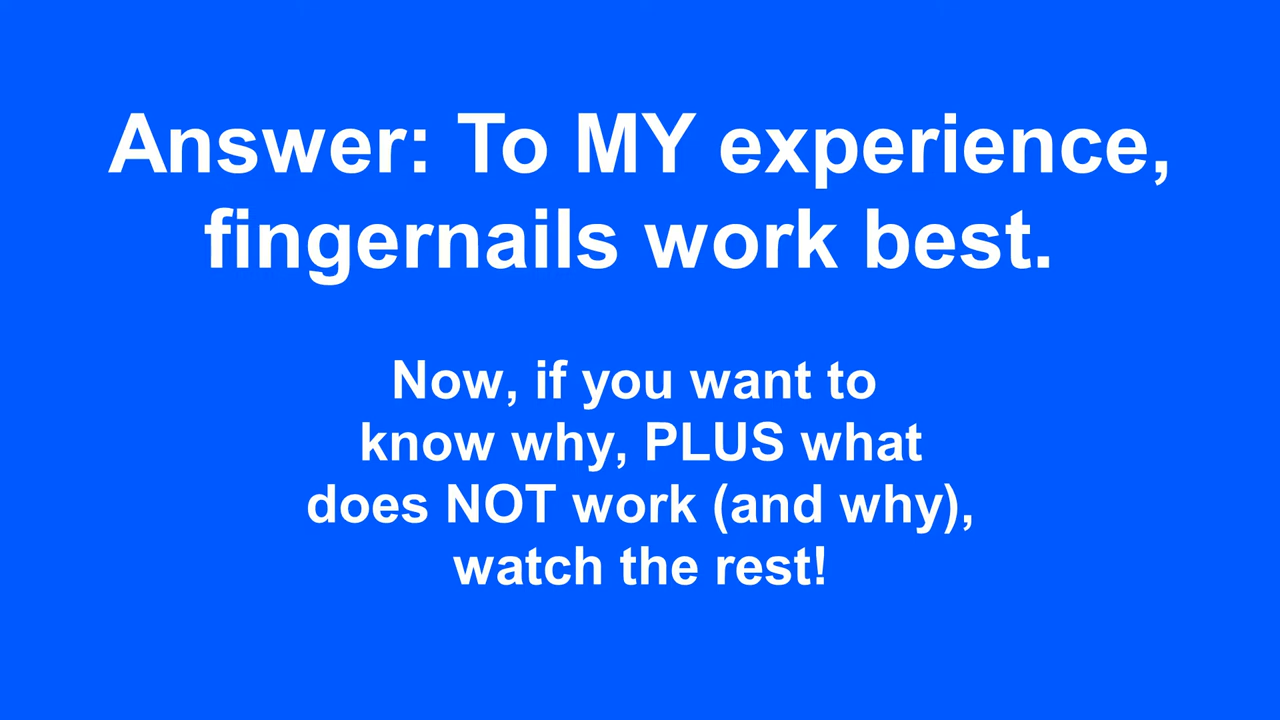 Answer: To MY experience,
fingernails work best.
Now, if you want to
know why, PLUS what
does NOT work (and why),
watch the rest!